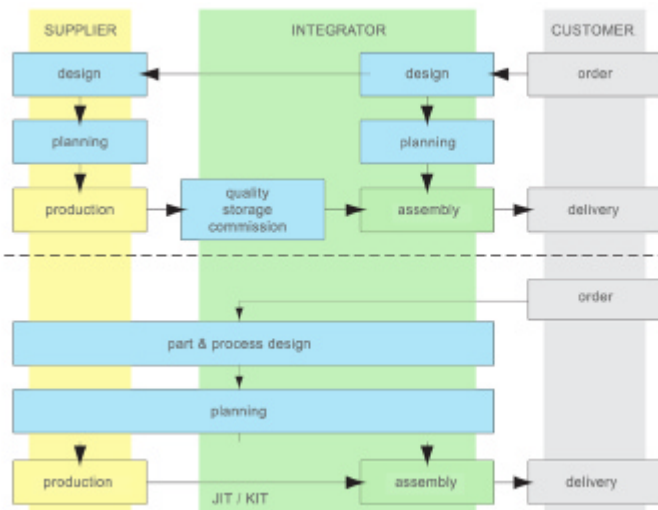 SUPPLIER INTEGRATOR CUSTOMER
design design order
planning planning
production quality storage commission assembly delivery
order
part & process design
planning
production assembly delivery
JIT / KIT